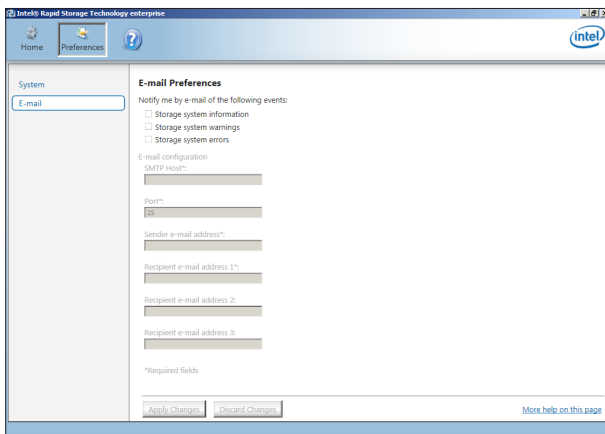 Intel® Rapid Storage Technology enterprise
Home
Preferences
?
intel
System
E-mail
E-mail Preferences
Notify me by e-mail of the following events:
Storage system information
Storage system warnings
Storage system errors
E-mail configuration
SMTP Host*:
Port*:
25
Sender e-mail address*:
Recipient e-mail address 1*:
Recipient e-mail address 2:
Recipient e-mail address 3:
*Required fields
Apply Changes
Discard Changes
More help on this page